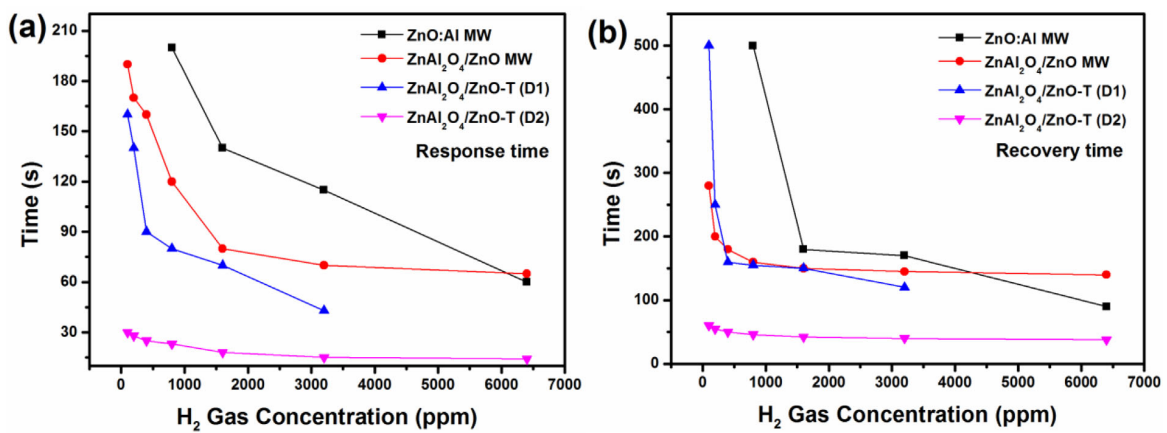 (a)
210
180
150
120
90
60
30
Time (s)
ZnO:Al MW
ZnAl₂O₄/ZnO MW
ZnAl₂O₄/ZnO-T (D1)
ZnAl₂O₄/ZnO-T (D2)
Response time
0 1000 2000 3000 4000 5000 6000 7000
H₂ Gas Concentration (ppm)
(b)
500
400
300
200
100
0
Time (s)
ZnO:Al MW
ZnAl₂O₄/ZnO MW
ZnAl₂O₄/ZnO-T (D1)
ZnAl₂O₄/ZnO-T (D2)
Recovery time
0 1000 2000 3000 4000 5000 6000 7000
H₂ Gas Concentration (ppm)